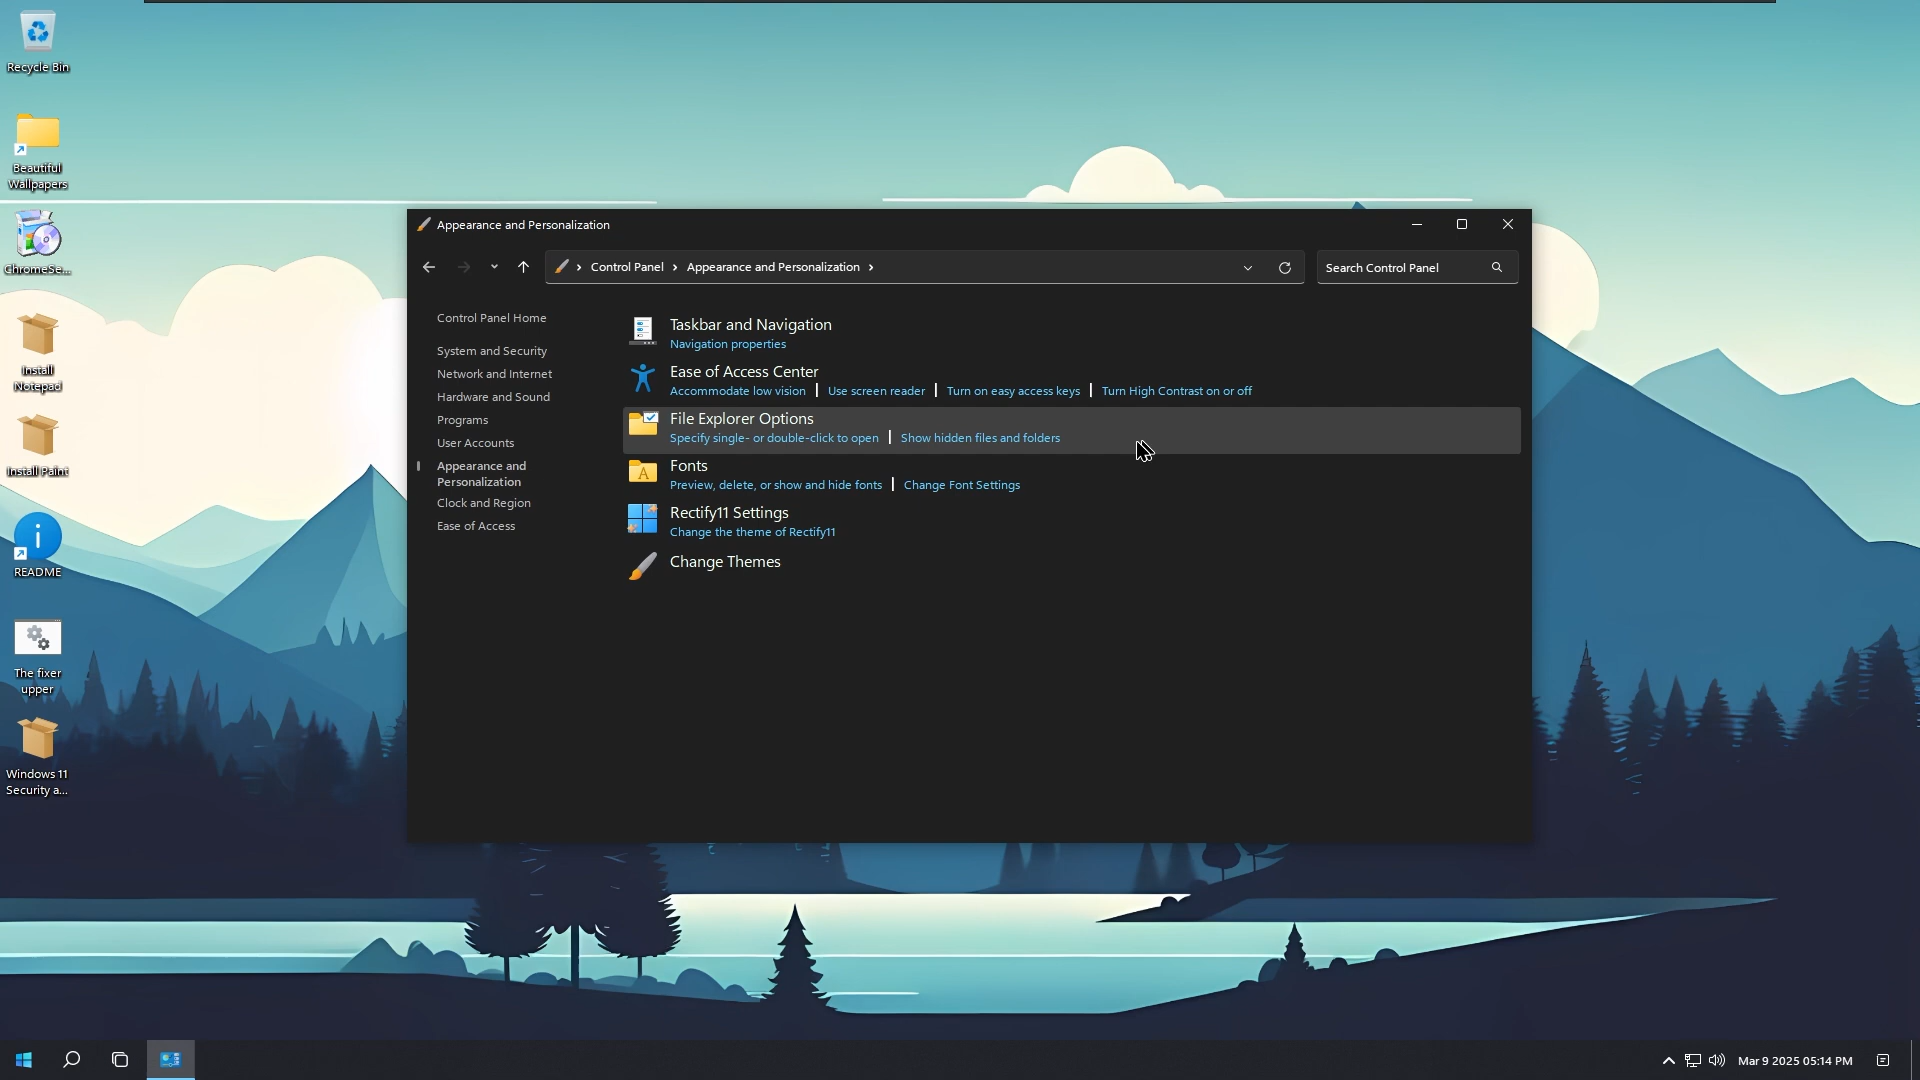 Recycle Bin
Beautiful
Wallpapers
ChromeSe...
Install
Notepad
Install Paint
README
The fixer
upper
Windows 11
Security a...
Appearance and Personalization
Control Panel
Appearance and Personalization
Search Control Panel
Control Panel Home
System and Security
Network and Internet
Hardware and Sound
Programs
User Accounts
Appearance and
Personalization
Clock and Region
Ease of Access
Taskbar and Navigation
Navigation properties
Ease of Access Center
Accommodate low vision | Use screen reader | Turn on easy access keys | Turn High Contrast on or off
File Explorer Options
Specify single- or double-click to open | Show hidden files and folders
Fonts
Preview, delete, or show and hide fonts | Change Font Settings
Rectify11 Settings
Change the theme of Rectify11
Change Themes
Mar 9 2025 05:14 PM